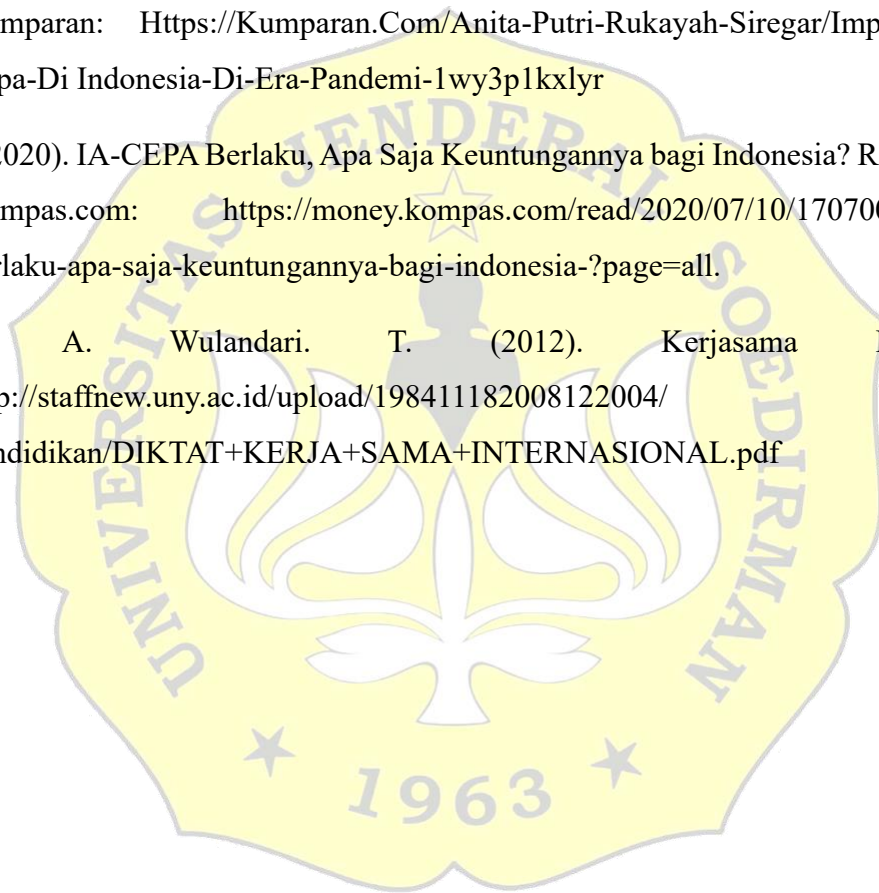 mparan: Https://Kumparan.Com/Anita-Putri-Rukayah-Siregar/Imp
pa-Di Indonesia-Di-Era-Pandemi-1wy3p1kxlyr
2020). IA-CEPA Berlaku, Apa Saja Keuntungannya bagi Indonesia? R
mpas.com: https://money.kompas.com/read/2020/07/10/17070
rlaku-apa-saja-keuntungannya-bagi-indonesia-?page=all.
A. Wulandari. T. (2012). Kerjasama
p://staffnew.uny.ac.id/upload/198411182008122004/
ndidikan/DIKTAT+KERJA+SAMA+INTERNASIONAL.pdf
UNIVERSITAS JENDERAL SOEDIRMAN
1963